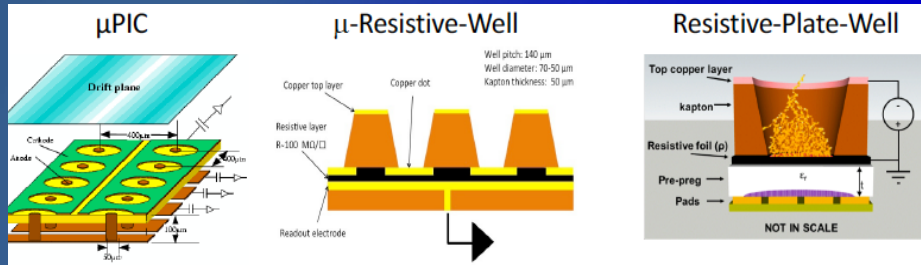 μPIC
Drift plane
400μm
Cathode
Anode
400μm
100μm
50μm
μ-Resistive-Well
Well pitch: 140 μm
Well diameter: 70-50 μm
Kapton thickness: 50 μm
Copper top layer
Copper dot
Resistive layer
R~100 MΩ/□
Readout electrode
Resistive-Plate-Well
Top copper layer
kapton
Resistive foil (ρ)
Pre-preg
Pads
εr
t
NOT IN SCALE